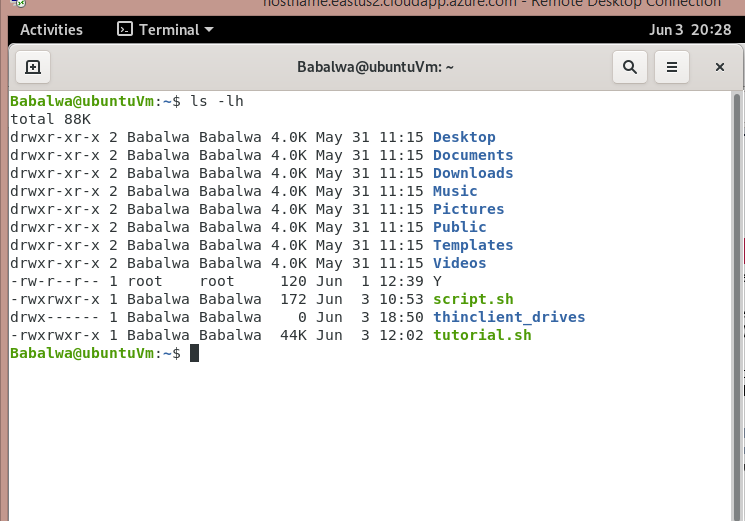 hostname.eastus2.cloudapp.azure.com - Remote Desktop Connection
Activities Terminal Jun 3 20:28
Babalwa@ubuntuVm: ~
Babalwa@ubuntuVm:~$ ls -lh
total 88K
drwxr-xr-x 2 Babalwa Babalwa 4.0K May 31 11:15 Desktop
drwxr-xr-x 2 Babalwa Babalwa 4.0K May 31 11:15 Documents
drwxr-xr-x 2 Babalwa Babalwa 4.0K May 31 11:15 Downloads
drwxr-xr-x 2 Babalwa Babalwa 4.0K May 31 11:15 Music
drwxr-xr-x 2 Babalwa Babalwa 4.0K May 31 11:15 Pictures
drwxr-xr-x 2 Babalwa Babalwa 4.0K May 31 11:15 Public
drwxr-xr-x 2 Babalwa Babalwa 4.0K May 31 11:15 Templates
drwxr-xr-x 2 Babalwa Babalwa 4.0K May 31 11:15 Videos
-rw-r--r-- 1 root    root     120 Jun  1 12:39 Y
-rwxrwxr-x 1 Babalwa Babalwa  172 Jun  3 10:53 script.sh
drwx------ 1 Babalwa Babalwa    0 Jun  3 18:50 thinclient_drives
-rwxrwxr-x 1 Babalwa Babalwa  44K Jun  3 12:02 tutorial.sh
Babalwa@ubuntuVm:~$